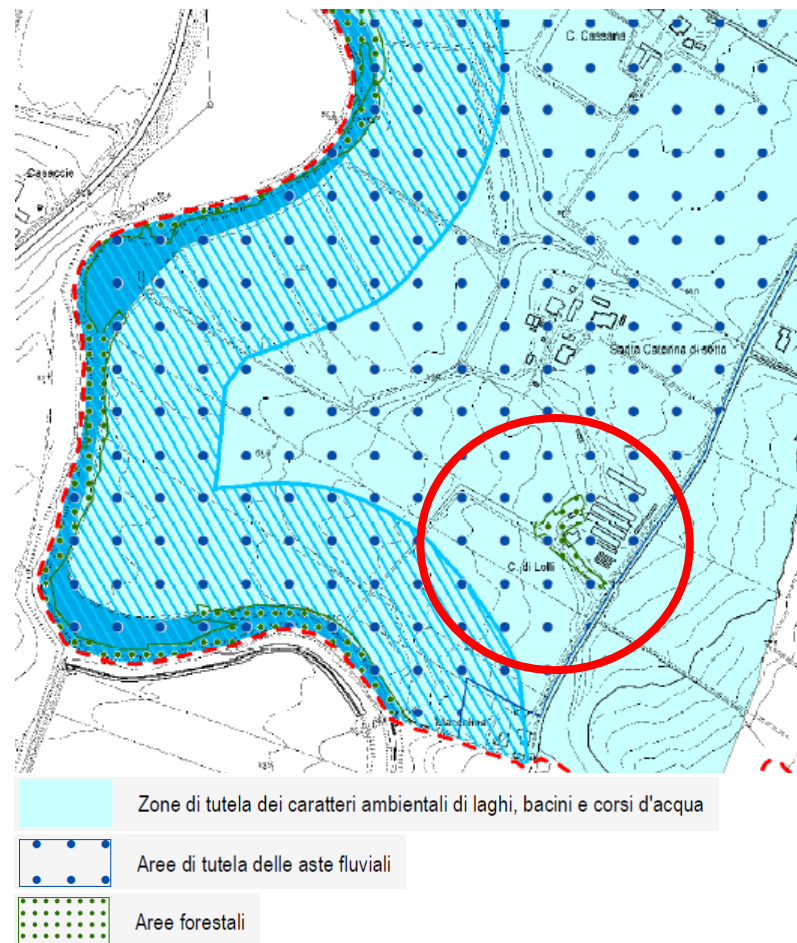 C. Cassana
Casaccie
Santa Caterina di sotto
C. di Lolli
Zone di tutela dei caratteri ambientali di laghi, bacini e corsi d'acqua
Aree di tutela delle aste fluviali
Aree forestali